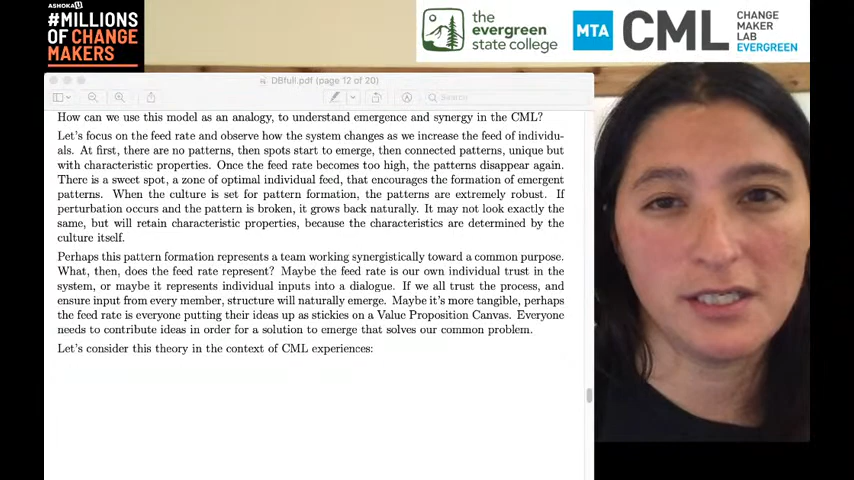 ASHOKA U
#MILLIONS
OF CHANGE
MAKERS
the
evergreen
state college
MTA
CML
CHANGE
MAKER
LAB
EVERGREEN
DBfull.pdf (page 12 of 20)
Search
How can we use this model as an analogy, to understand emergence and synergy in the CML?
Let's focus on the feed rate and observe how the system changes as we increase the feed of individu-
als. At first, there are no patterns, then spots start to emerge, then connected patterns, unique but
with characteristic properties. Once the feed rate becomes too high, the patterns disappear again.
There is a sweet spot, a zone of optimal individual feed, that encourages the formation of emergent
patterns. When the culture is set for pattern formation, the patterns are extremely robust. If
perturbation occurs and the pattern is broken, it grows back naturally. It may not look exactly the
same, but will retain characteristic properties, because the characteristics are determined by the
culture itself.
Perhaps this pattern formation represents a team working synergistically toward a common purpose.
What, then, does the feed rate represent? Maybe the feed rate is our own individual trust in the
system, or maybe it represents individual inputs into a dialogue. If we all trust the process, and
ensure input from every member, structure will naturally emerge. Maybe it's more tangible, perhaps
the feed rate is everyone putting their ideas up as stickies on a Value Proposition Canvas. Everyone
needs to contribute ideas in order for a solution to emerge that solves our common problem.
Let's consider this theory in the context of CML experiences: